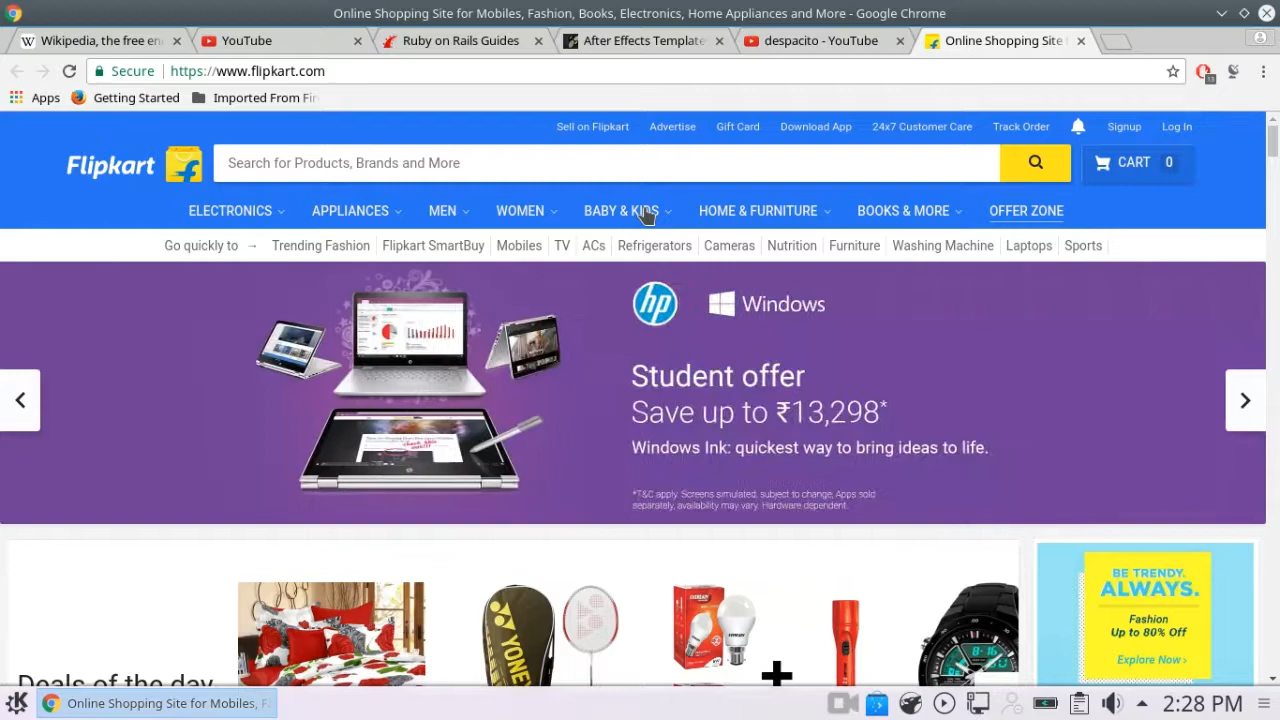 Online Shopping Site for Mobiles, Fashion, Books, Electronics, Home Appliances and More - Google Chrome
Wikipedia, the free en
YouTube
Ruby on Rails Guides
After Effects Template
despacito - YouTube
Online Shopping Site
Secure https://www.flipkart.com
13
Apps Getting Started Imported From Fir
Sell on Flipkart Advertise Gift Card Download App 24x7 Customer Care Track Order Signup Log In
Flipkart
Search for Products, Brands and More
CART 0
ELECTRONICS APPLIANCES MEN WOMEN BABY & KIDS HOME & FURNITURE BOOKS & MORE OFFER ZONE
Go quickly to → Trending Fashion Flipkart SmartBuy Mobiles TV ACs Refrigerators Cameras Nutrition Furniture Washing Machine Laptops Sports
hp Windows
Student offer
Save up to ₹13,298*
Windows Ink: quickest way to bring ideas to life.
*T&C apply. Screens simulated, subject to change; Apps sold
separately, availability may vary. Hardware dependent.
BE TRENDY.
ALWAYS.
Fashion
Up to 80% Off
Explore Now ›
YONEX
EVEREADY
8:16
Deals of the day
Online Shopping Site for Mobiles, Fa
2:28 PM